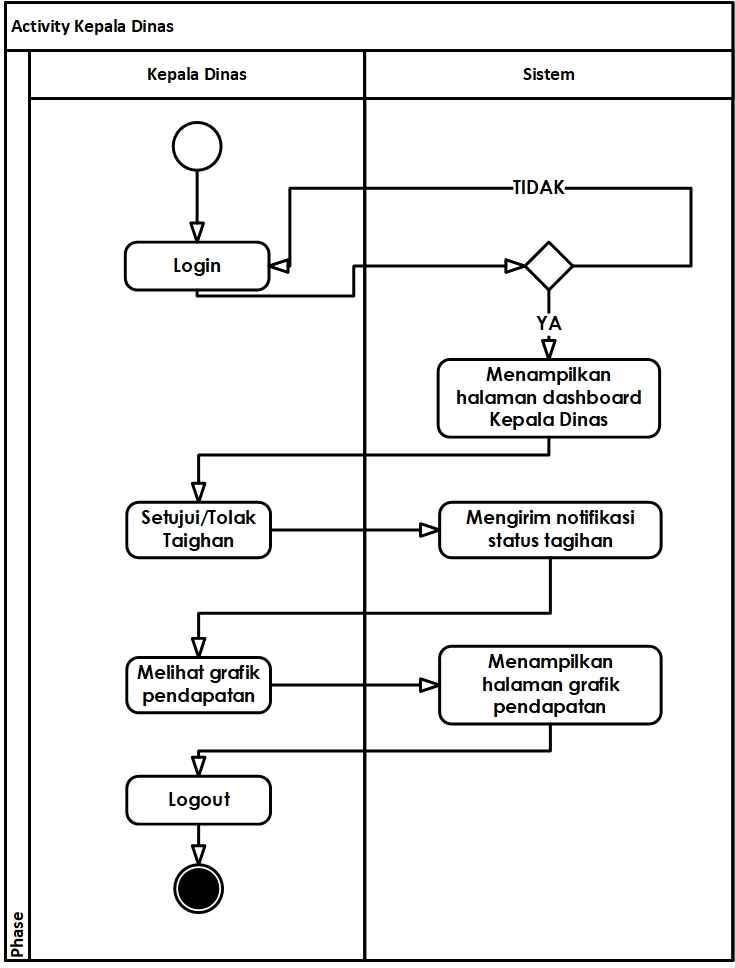 Activity Kepala Dinas
Kepala Dinas
Sistem
TIDAK
Login
YA
Menampilkan
halaman dashboard
Kepala Dinas
Setujui/Tolak
Taighan
Mengirim notifikasi
status tagihan
Melihat grafik
pendapatan
Menampilkan
halaman grafik
pendapatan
Logout
Phase